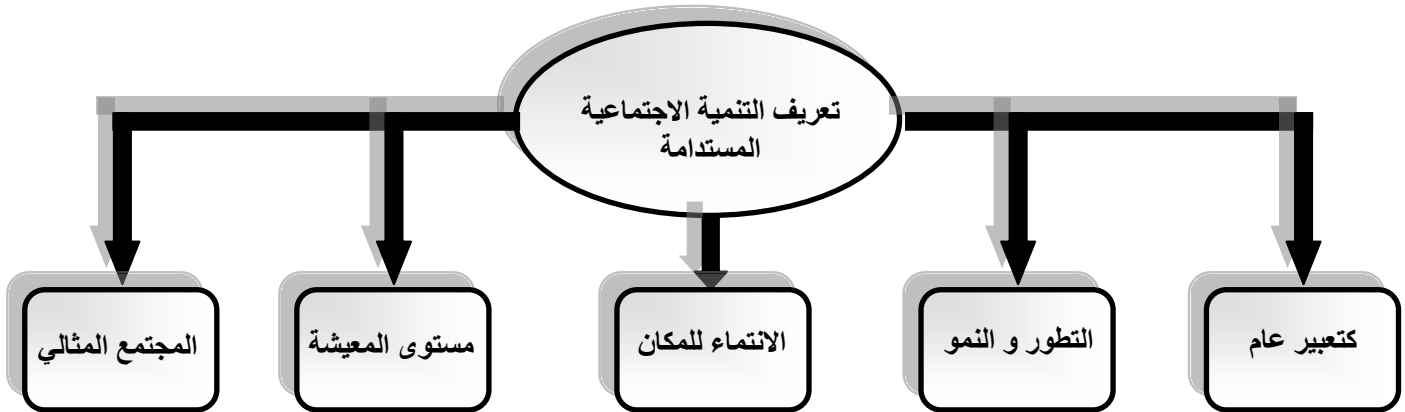 تعريف التنمية الاجتماعية
المستدامة
كتعبير عام
التطور و النمو
الانتماء للمكان
مستوى المعيشة
المجتمع المثالي